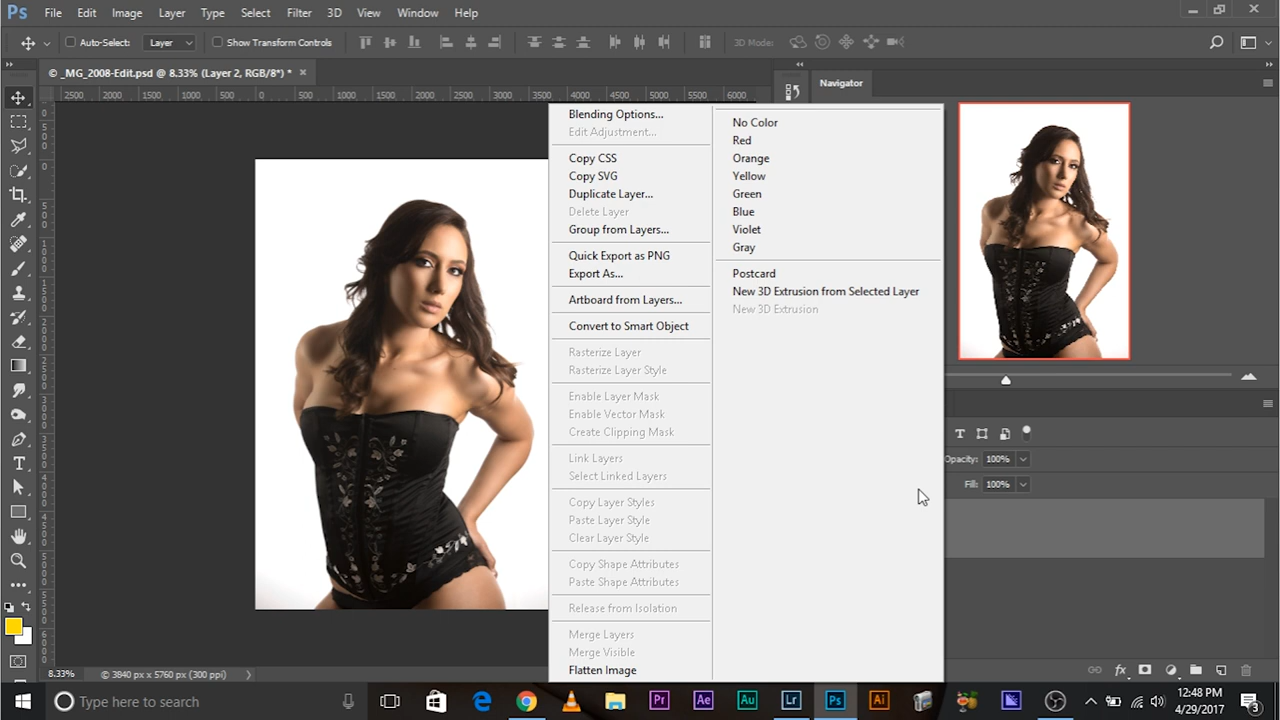 Ps File Edit Image Layer Type Select Filter 3D View Window Help
Auto-Select: Layer Show Transform Controls 3D Mode:
© _MG_2008-Edit.psd @ 8.33% (Layer 2, RGB/8*) * ×
Navigator
2500 2000 1500 1000 500 0 500 1000 1500 2000 2500 3000 3500 4000 4500 5000 5500 6000
Blending Options...
Edit Adjustment...
Copy CSS
Copy SVG
Duplicate Layer...
Delete Layer
Group from Layers...
Quick Export as PNG
Export As...
Artboard from Layers...
Convert to Smart Object
Rasterize Layer
Rasterize Layer Style
Enable Layer Mask
Enable Vector Mask
Create Clipping Mask
Link Layers
Select Linked Layers
Copy Layer Styles
Paste Layer Style
Clear Layer Style
Copy Shape Attributes
Paste Shape Attributes
Release from Isolation
Merge Layers
Merge Visible
Flatten Image
No Color
Red
Orange
Yellow
Green
Blue
Violet
Gray
Postcard
New 3D Extrusion from Selected Layer
New 3D Extrusion
Opacity: 100%
Fill: 100%
fx
8.33% © 3840 px x 5760 px (300 ppi)
Type here to search
Pr Ae Au Lr Ps Ai
12:48 PM
4/29/2017
3